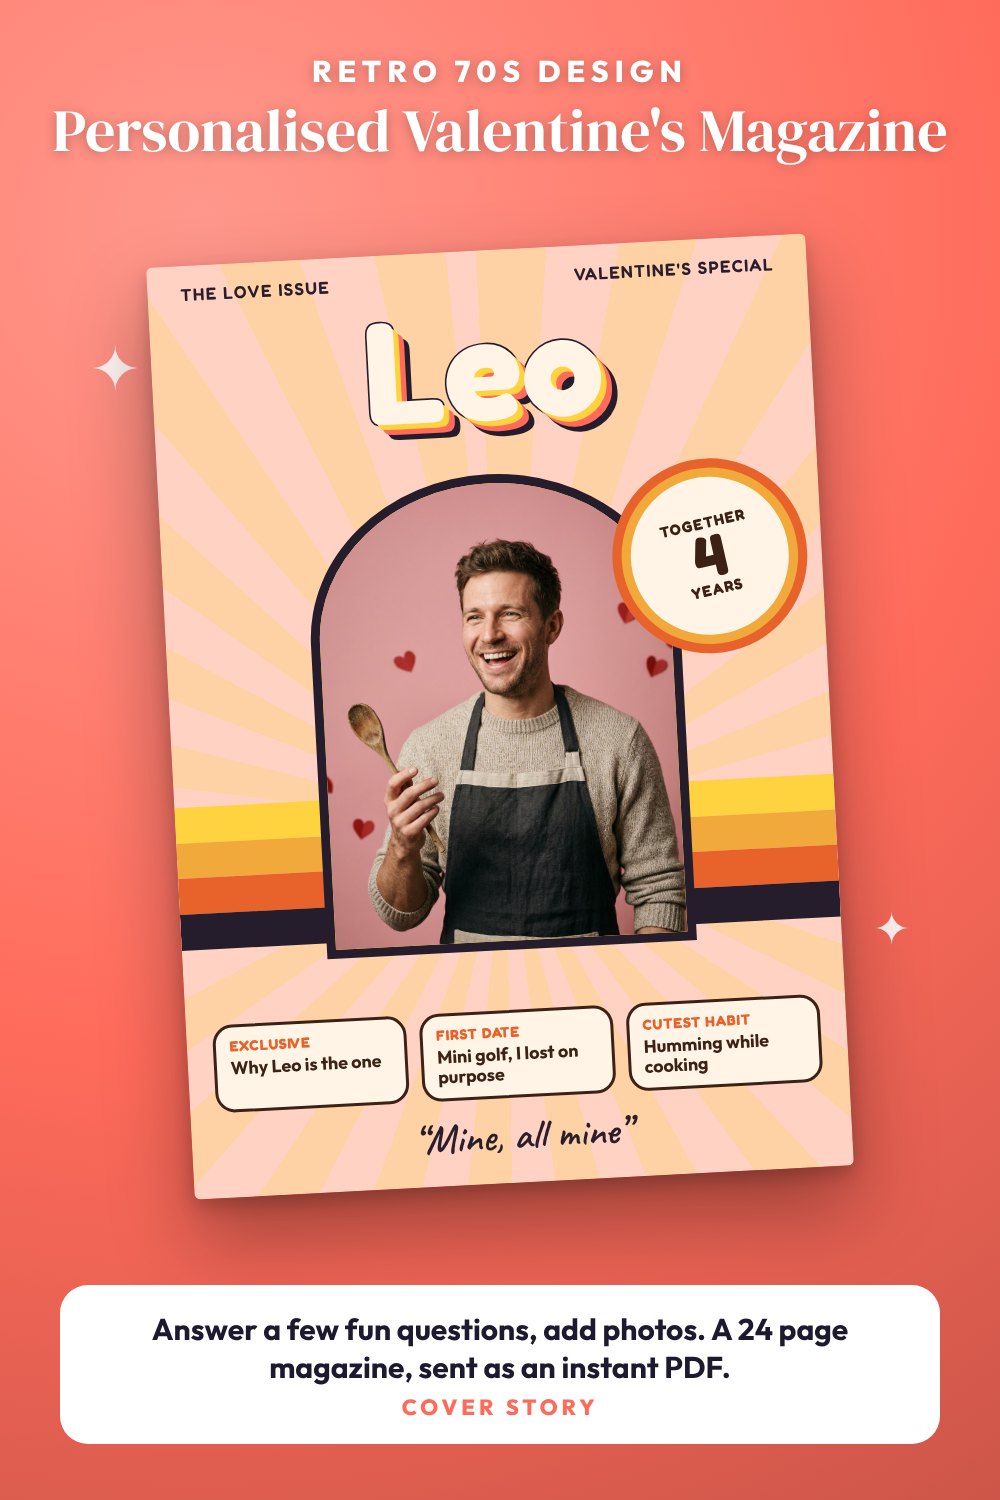 RETRO 70S DESIGN
Personalised Valentine's Magazine
THE LOVE ISSUE
VALENTINE'S SPECIAL
Leo
TOGETHER
4
YEARS
EXCLUSIVE
Why Leo is the one
FIRST DATE
Mini golf, I lost on
purpose
CUTEST HABIT
Humming while
cooking
“Mine, all mine”
Answer a few fun questions, add photos. A 24 page
magazine, sent as an instant PDF.
COVER STORY